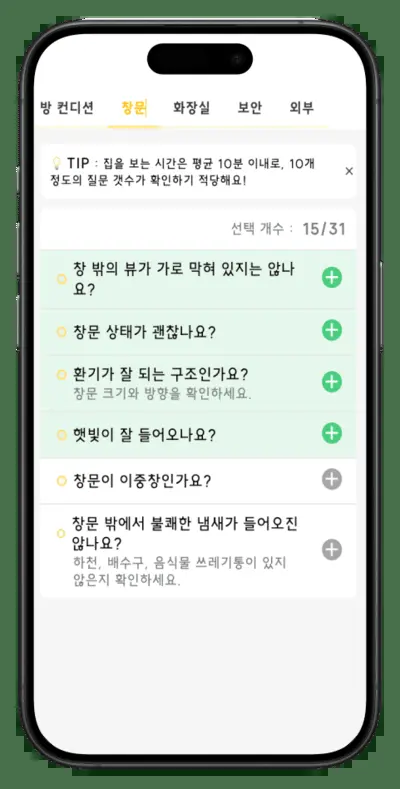 방 컨디션 창문 화장실 보안 외부
💡 TIP : 집을 보는 시간은 평균 10분 이내로, 10개
정도의 질문 갯수가 확인하기 적당해요!
×
선택 개수 : 15/31
창 밖의 뷰가 가로 막혀 있지는 않나
요?
창문 상태가 괜찮나요?
환기가 잘 되는 구조인가요?
창문 크기와 방향을 확인하세요.
햇빛이 잘 들어오나요?
창문이 이중창인가요?
창문 밖에서 불쾌한 냄새가 들어오진
않나요?
하천, 배수구, 음식물 쓰레기통이 있지
않은지 확인하세요.